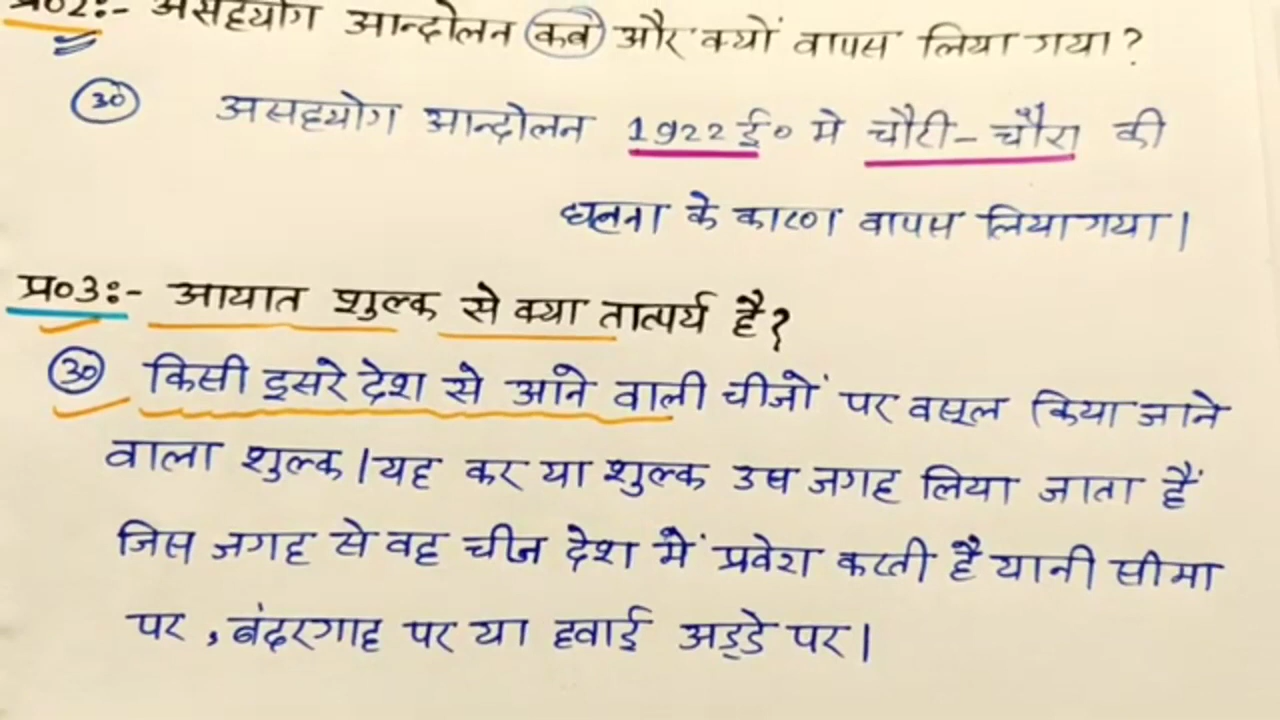 प्र०2:- असहयोग आन्दोलन कब और क्यों वापस लिया गया?
उ० असहयोग आन्दोलन 1922 ई० मे चौरी-चौरा की
घटना के कारण वापस लिया गया।
प्र०3:- आयात शुल्क से क्या तात्पर्य है?
उ० किसी दुसरे देश से आने वाली चीजों पर वसूल किया जाने
वाला शुल्क। यह कर या शुल्क उस जगह लिया जाता हैं
जिस जगह से वह चीज देश में प्रवेश करती है यानी सीमा
पर, बंदरगाह पर या हवाई अड्डे पर।